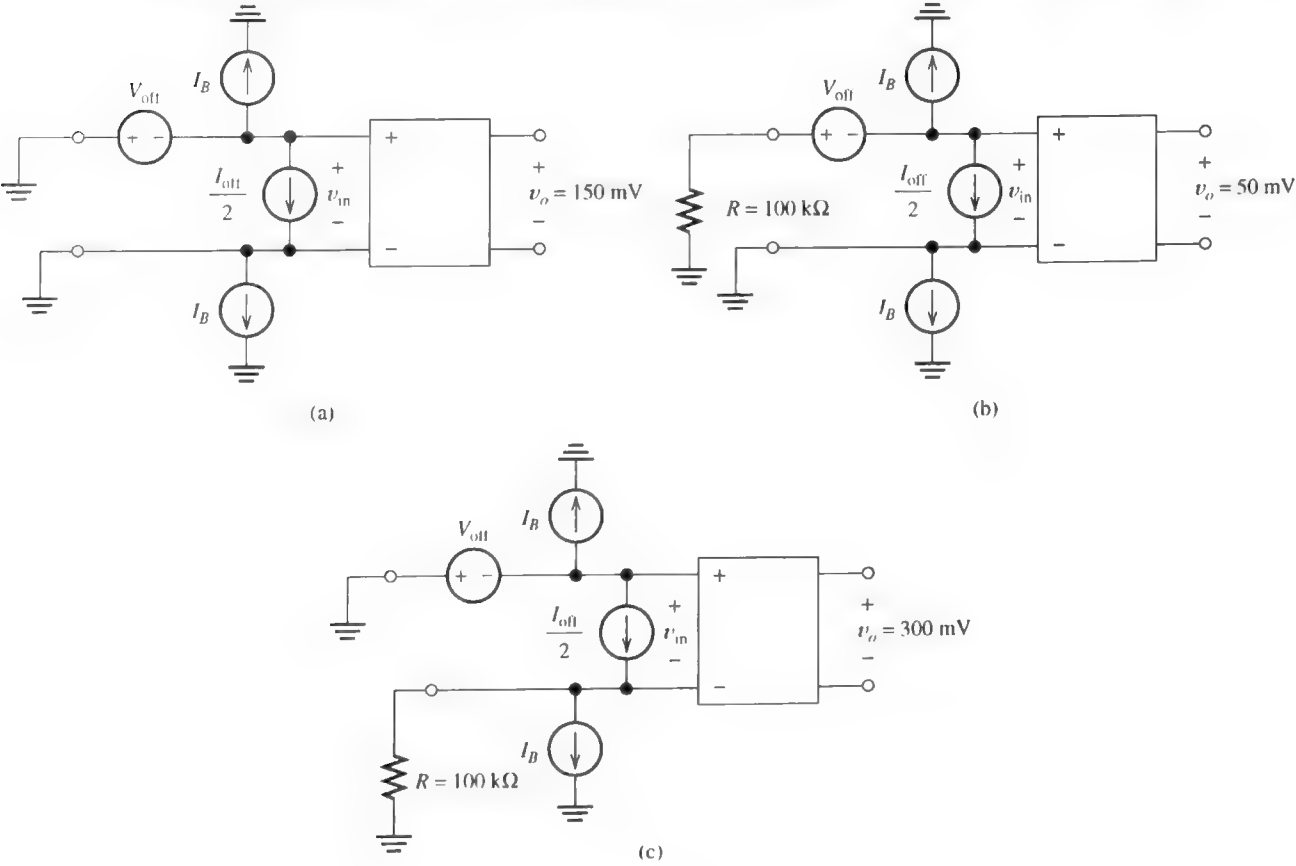 I_B
V_off
+ −
+
I_off
2
+
v_in
−
+
v_o = 150 mV
−
−
I_B
(a)
I_B
V_off
+ −
+
R = 100 kΩ
I_off
2
+
v_in
−
+
v_o = 50 mV
−
−
I_B
(b)
I_B
V_off
+ −
+
I_off
2
+
v_in
−
+
v_o = 300 mV
−
−
R = 100 kΩ
I_B
(c)